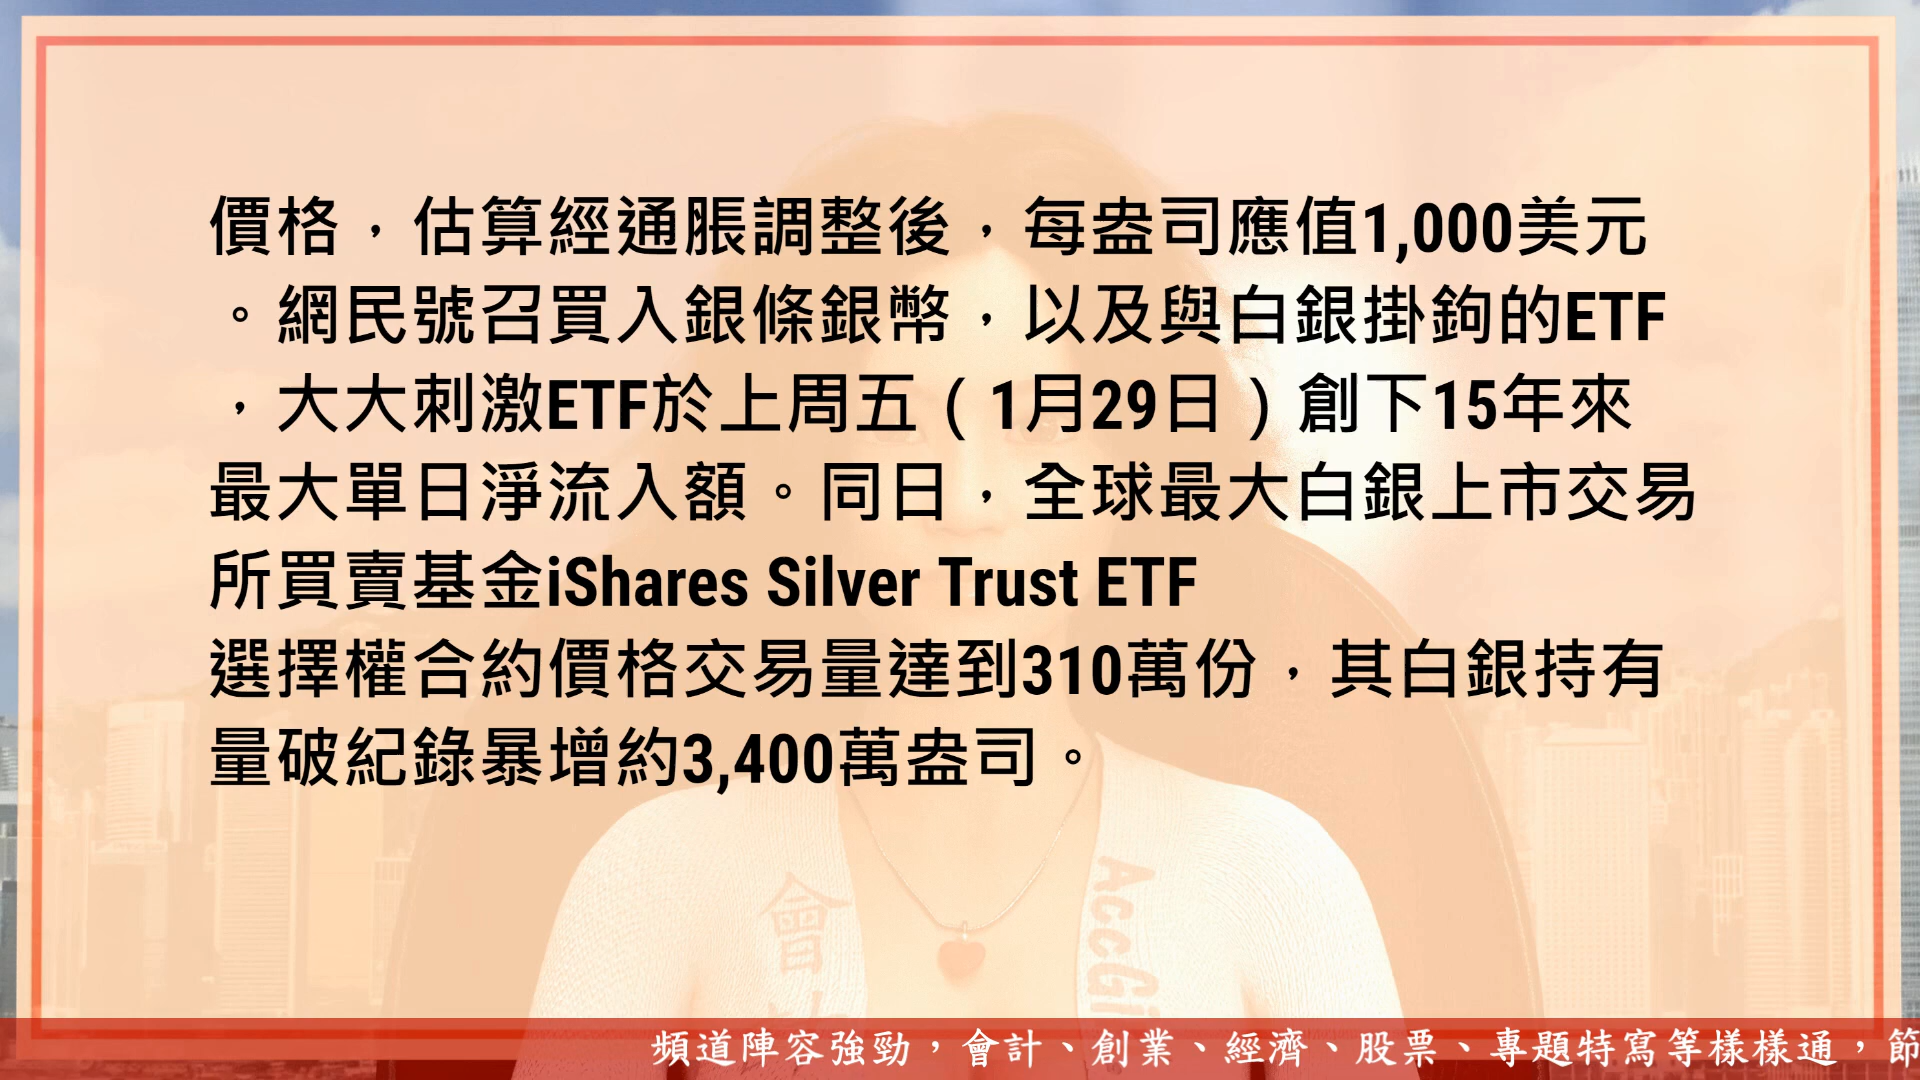 價格，估算經通脹調整後，每盎司應值1,000美元
。網民號召買入銀條銀幣，以及與白銀掛鉤的ETF
，大大刺激ETF於上周五（1月29日）創下15年來
最大單日淨流入額。同日，全球最大白銀上市交易
所買賣基金iShares Silver Trust ETF
選擇權合約價格交易量達到310萬份，其白銀持有
量破紀錄暴增約3,400萬盎司。
會
AccGi
頻道陣容強勁，會計、創業、經濟、股票、專題特寫等樣樣通，節